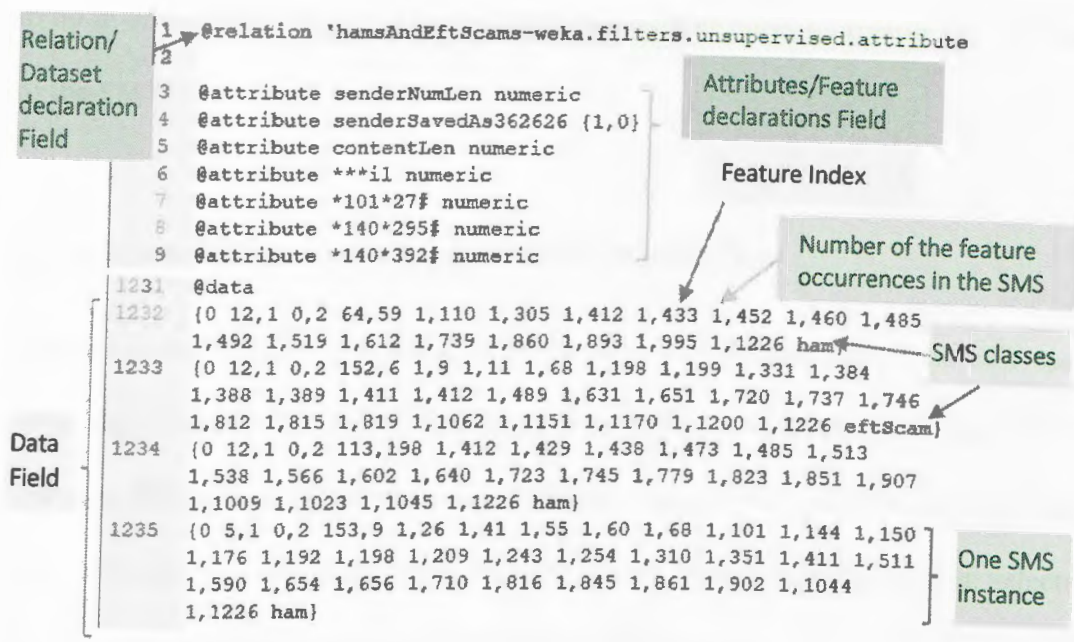 Relation/
Dataset
declaration
Field
1 @relation 'hamsAndEftScams-weka.filters.unsupervised.attribute
2
3 @attribute senderNumLen numeric
4 @attribute senderSavedAs362626 {1,0}
5 @attribute contentLen numeric
6 @attribute ***il numeric
7 @attribute *101*27# numeric
8 @attribute *140*295# numeric
9 @attribute *140*392# numeric
Attributes/Feature
declarations Field
Feature Index
Number of the feature
occurrences in the SMS
1231 @data
1232 {0 12,1 0,2 64,59 1,110 1,305 1,412 1,433 1,452 1,460 1,485
1,492 1,519 1,612 1,739 1,860 1,893 1,995 1,1226 ham}
SMS classes
1233 {0 12,1 0,2 152,6 1,9 1,11 1,68 1,198 1,199 1,331 1,384
1,388 1,389 1,411 1,412 1,489 1,631 1,651 1,720 1,737 1,746
1,812 1,815 1,819 1,1062 1,1151 1,1170 1,1200 1,1226 eftScam}
Data
Field
1234 {0 12,1 0,2 113,198 1,412 1,429 1,438 1,473 1,485 1,513
1,538 1,566 1,602 1,640 1,723 1,745 1,779 1,823 1,851 1,907
1,1009 1,1023 1,1045 1,1226 ham}
1235 {0 5,1 0,2 153,9 1,26 1,41 1,55 1,60 1,68 1,101 1,144 1,150
1,176 1,192 1,198 1,209 1,243 1,254 1,310 1,351 1,411 1,511
1,590 1,654 1,656 1,710 1,816 1,845 1,861 1,902 1,1044
1,1226 ham}
One SMS
instance